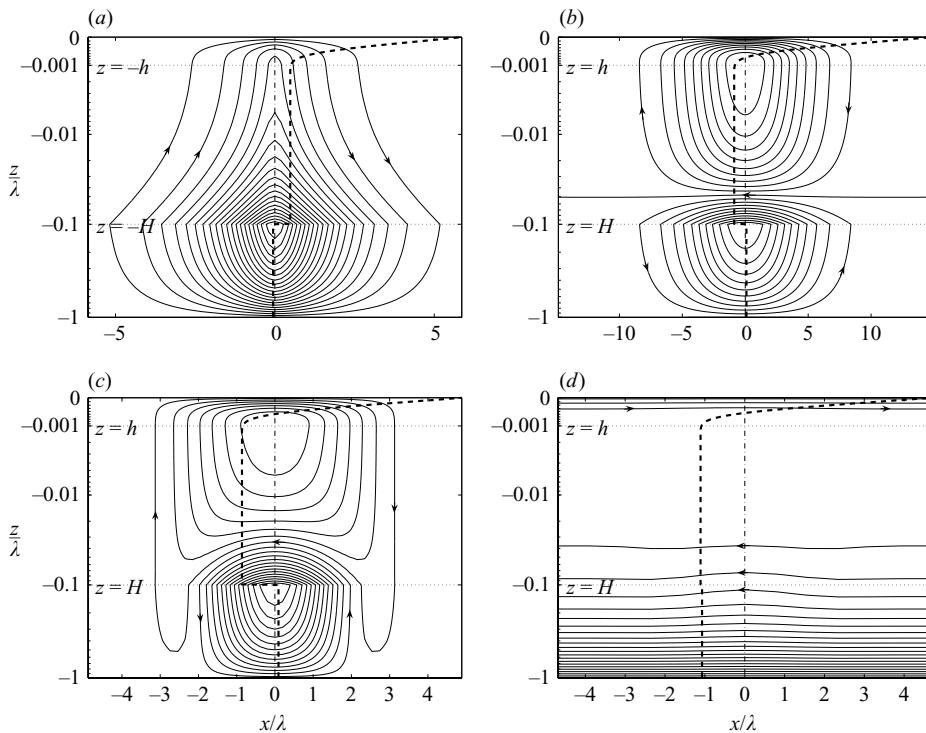 (a) (b)
0 0
z = –h z = h
–0.001 –0.001
–0.01 –0.01
z/λ
–0.1 –0.1
z = –H z = H
–1 –1
–5 0 5 –10 –5 0 5 10
(c) (d)
0 0
–0.001 –0.001
z = h z = h
–0.01 –0.01
z/λ
–0.1 –0.1
z = H z = H
–1 –1
–4 –3 –2 –1 0 1 2 3 4 –4 –3 –2 –1 0 1 2 3 4
x/λ x/λ